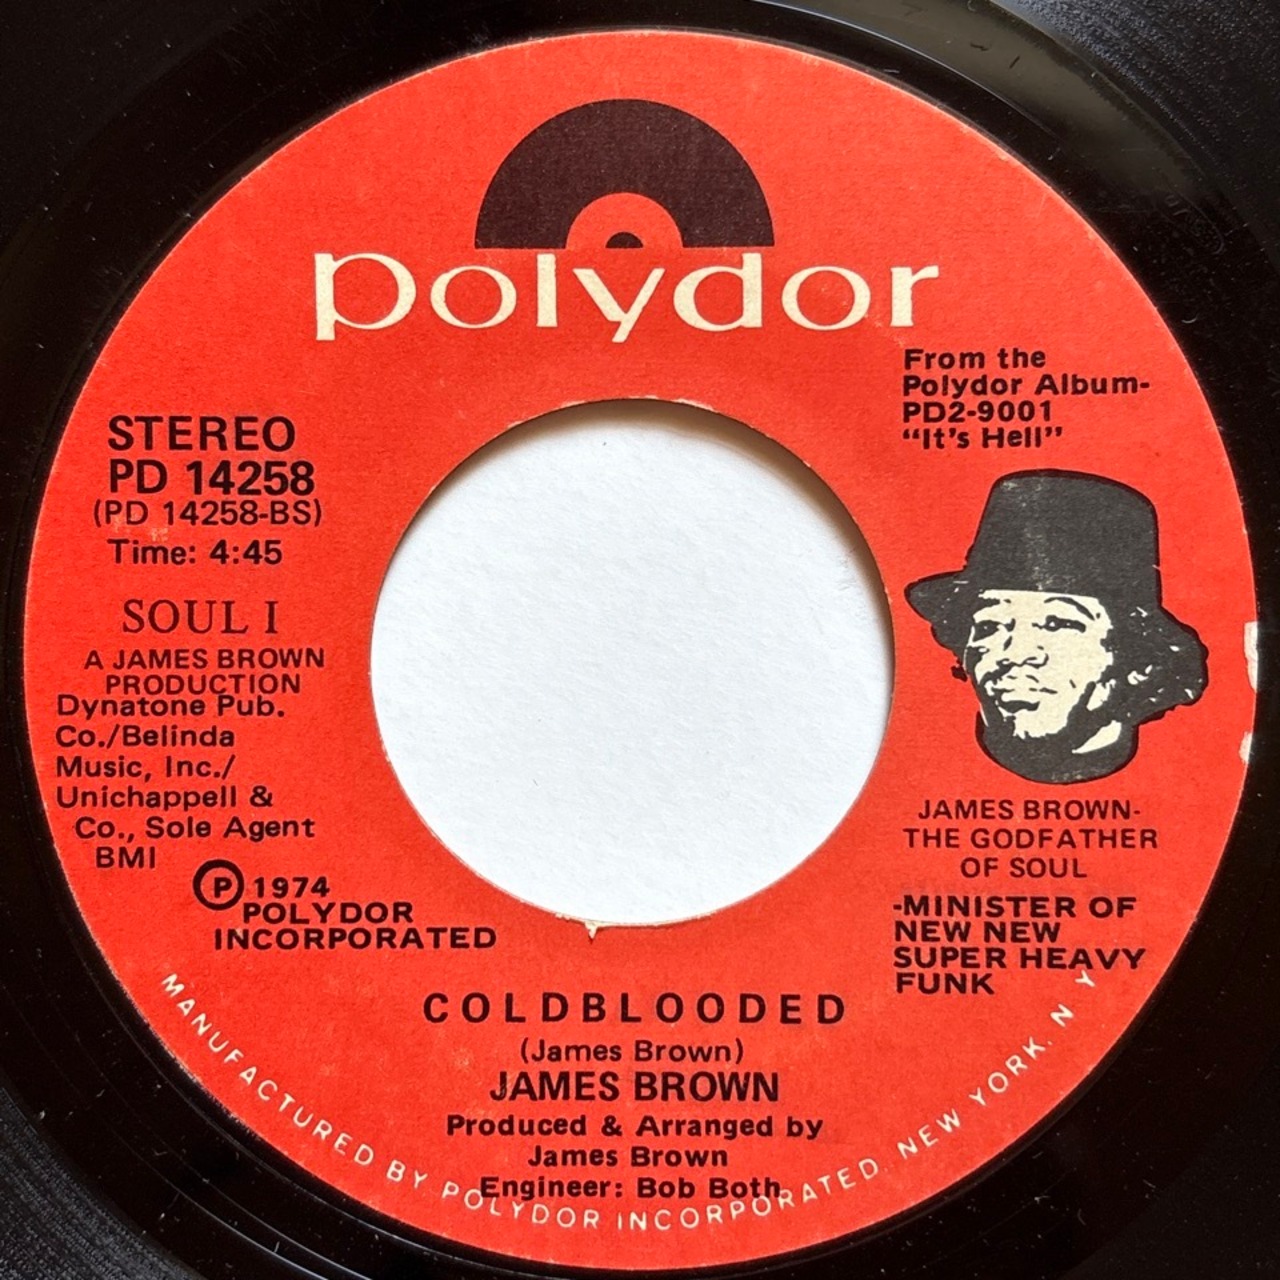 polydor
From the
Polydor Album-
PD2-9001
“It's Hell”
STEREO
PD 14258
(PD 14258-BS)
Time: 4:45
SOUL I
A JAMES BROWN
PRODUCTION
Dynatone Pub.
Co./Belinda
Music, Inc./
Unichappell &
Co., Sole Agent
BMI
Ⓟ 1974
POLYDOR
INCORPORATED
JAMES BROWN-
THE GODFATHER
OF SOUL
-MINISTER OF
NEW NEW
SUPER HEAVY
FUNK
COLDBLOODED
(James Brown)
JAMES BROWN
Produced & Arranged by
James Brown
Engineer: Bob Both
MANUFACTURED BY POLYDOR INCORPORATED. NEW YORK. N Y